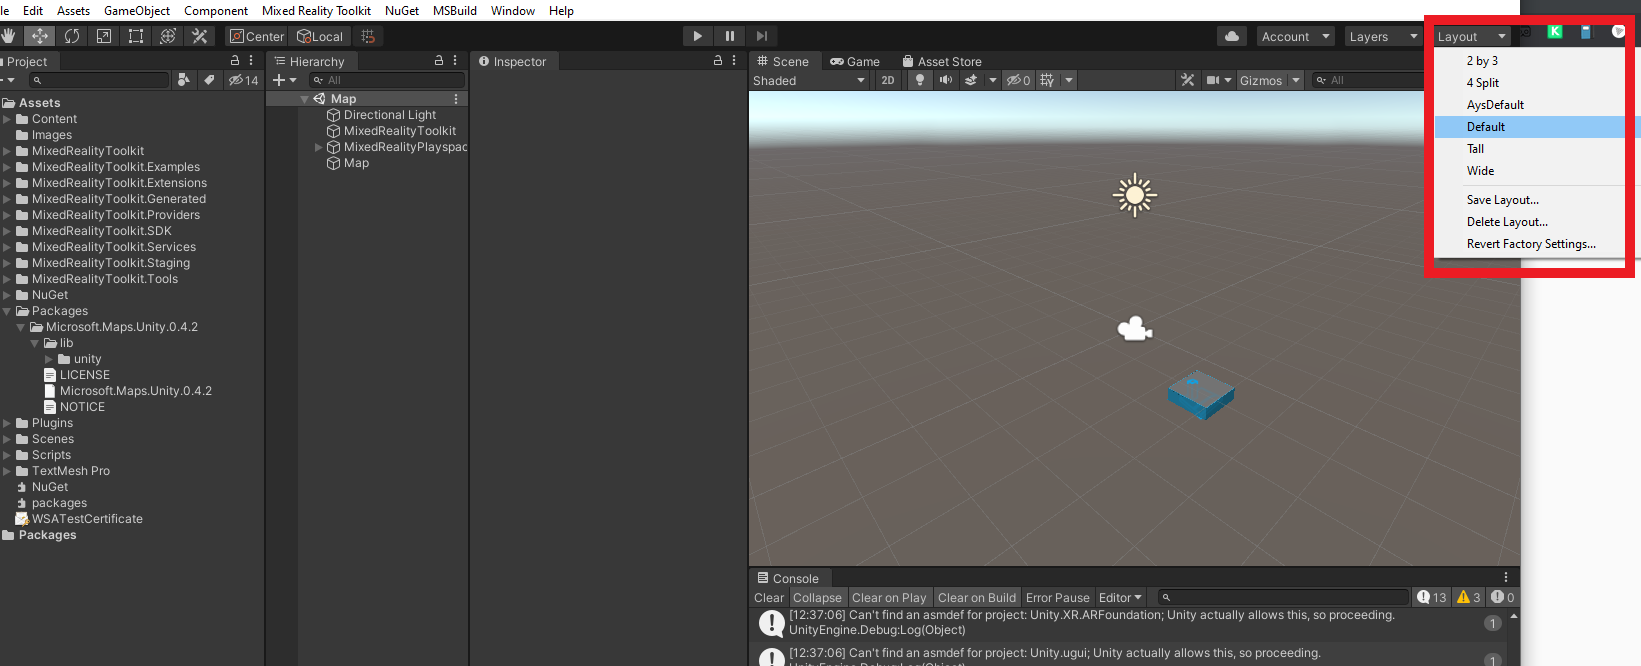 le Edit Assets GameObject Component Mixed Reality Toolkit NuGet MSBuild Window Help
Center Local Account Layers Layout
K
Project
14
Assets
Content
Images
MixedRealityToolkit
MixedRealityToolkit.Examples
MixedRealityToolkit.Extensions
MixedRealityToolkit.Generated
MixedRealityToolkit.Providers
MixedRealityToolkit.SDK
MixedRealityToolkit.Services
MixedRealityToolkit.Staging
MixedRealityToolkit.Tools
NuGet
Packages
Microsoft.Maps.Unity.0.4.2
lib
unity
LICENSE
Microsoft.Maps.Unity.0.4.2
NOTICE
Plugins
Scenes
Scripts
TextMesh Pro
NuGet
packages
WSATestCertificate
Packages
Hierarchy
All
Map
Directional Light
MixedRealityToolkit
MixedRealityPlayspac
Map
Inspector
Scene Game Asset Store
Shaded 2D 0 Gizmos All
2 by 3
4 Split
AysDefault
Default
Tall
Wide
Save Layout...
Delete Layout...
Revert Factory Settings...
Console
Clear Collapse Clear on Play Clear on Build Error Pause Editor 13 3 0
[12:37:06] Can't find an asmdef for project: Unity.XR.ARFoundation; Unity actually allows this, so proceeding.
UnityEngine.Debug:Log(Object)
1
[12:37:06] Can't find an asmdef for project: Unity.ugui; Unity actually allows this, so proceeding.
UnityEngine.Debug:Log(Object)
1